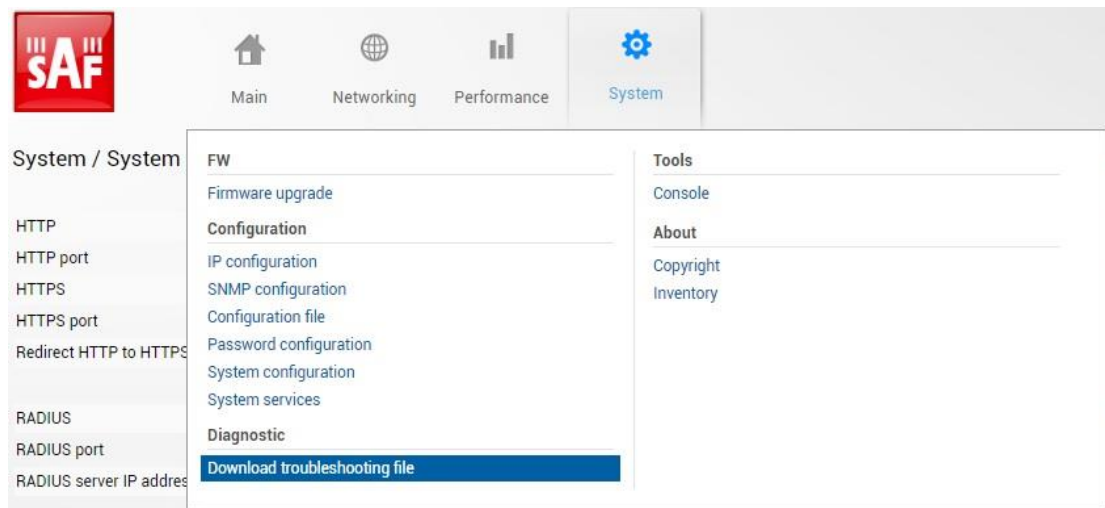 SAF
Main
Networking
Performance
System
System / System
HTTP
HTTP port
HTTPS
HTTPS port
Redirect HTTP to HTTPS
RADIUS
RADIUS port
RADIUS server IP addres
FW
Firmware upgrade
Configuration
IP configuration
SNMP configuration
Configuration file
Password configuration
System configuration
System services
Diagnostic
Download troubleshooting file
Tools
Console
About
Copyright
Inventory